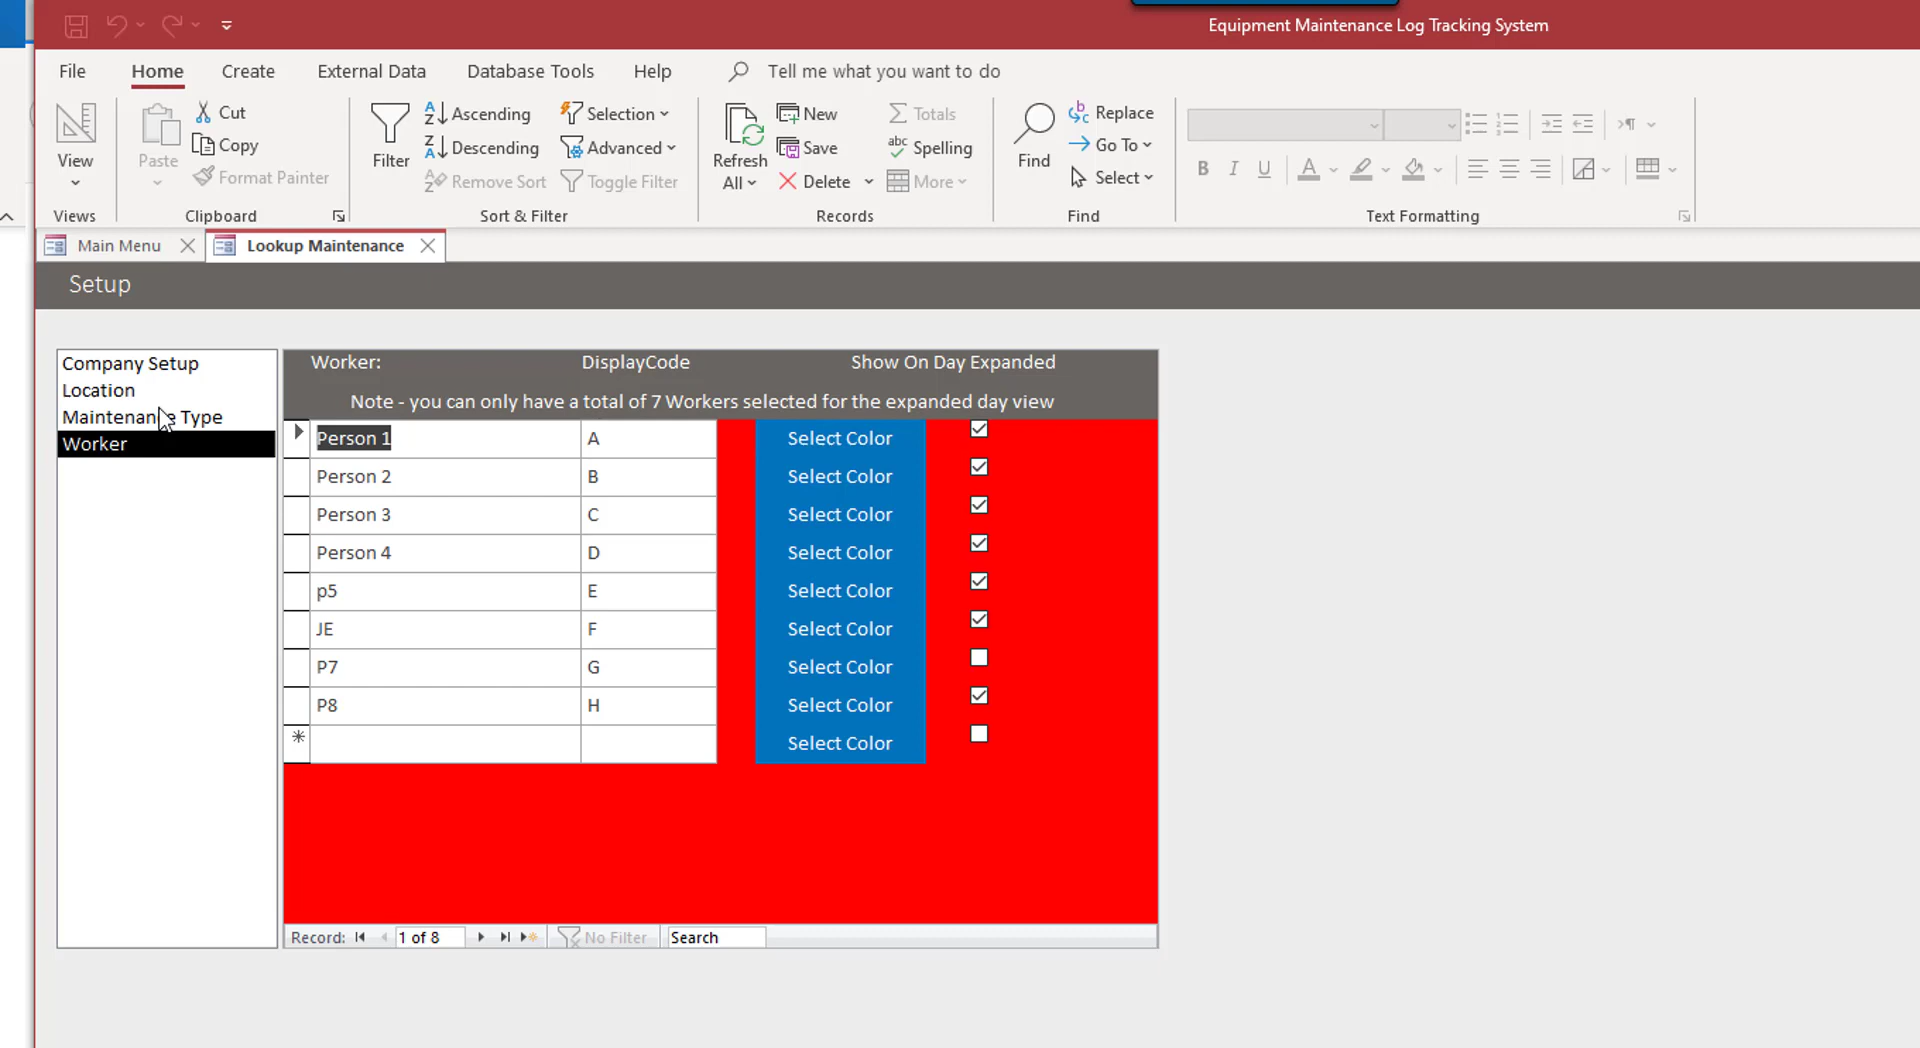 Equipment Maintenance Log Tracking System
File Home Create External Data Database Tools Help Tell me what you want to do
View
Views
Paste
Cut
Copy
Format Painter
Clipboard
Filter
Ascending
Descending
Remove Sort
Selection
Advanced
Toggle Filter
Sort & Filter
Refresh
All
New
Save
Delete
Totals
Spelling
More
Records
Find
Replace
Go To
Select
Find
B I U
Text Formatting
Main Menu
Lookup Maintenance
Setup
Company Setup
Location
Maintenance Type
Worker
Worker: DisplayCode Show On Day Expanded
Note - you can only have a total of 7 Workers selected for the expanded day view
Person 1 A Select Color
Person 2 B Select Color
Person 3 C Select Color
Person 4 D Select Color
p5 E Select Color
JE F Select Color
P7 G Select Color
P8 H Select Color
Select Color
Record: 1 of 8 No Filter Search